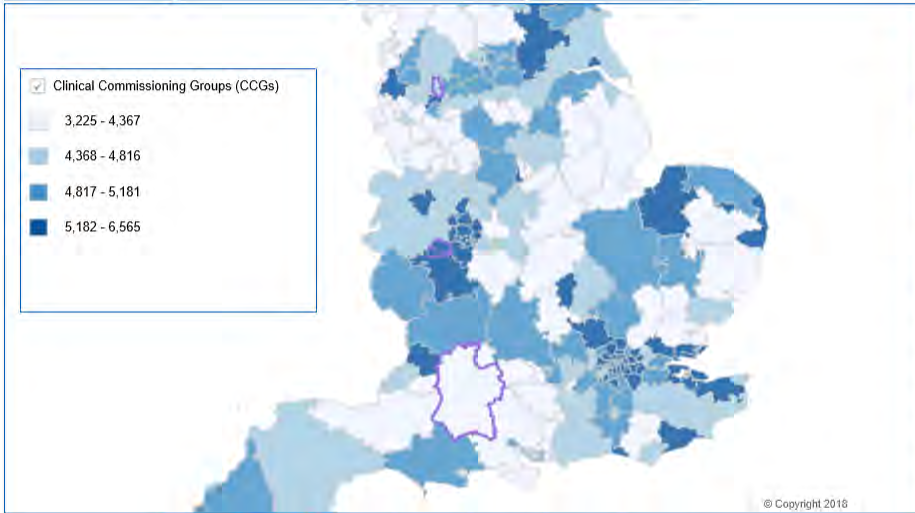 Clinical Commissioning Groups (CCGs)
3,225 - 4,367
4,368 - 4,816
4,817 - 5,181
5,182 - 6,565
© Copyright 2018